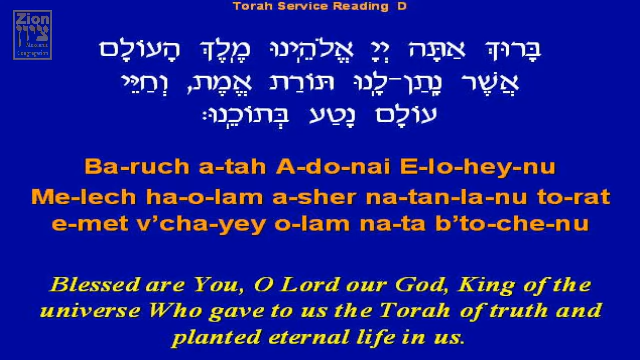 Torah Service Reading D
Zion
ציון
Messianic
Congregation
בָּרוּךְ אַתָּה יְיָ אֱלֹהֵינוּ מֶלֶךְ הָעוֹלָם
אֲשֶׁר נָתַן-לָנוּ תּוֹרַת אֱמֶת, וְחַיֵּי
עוֹלָם נָטַע בְּתוֹכֵנוּ:
Ba-ruch a-tah A-do-nai E-lo-hey-nu
Me-lech ha-o-lam a-sher na-tan-la-nu to-rat
e-met v'cha-yey o-lam na-ta b'to-che-nu
Blessed are You, O Lord our God, King of the
universe Who gave to us the Torah of truth and
planted eternal life in us.